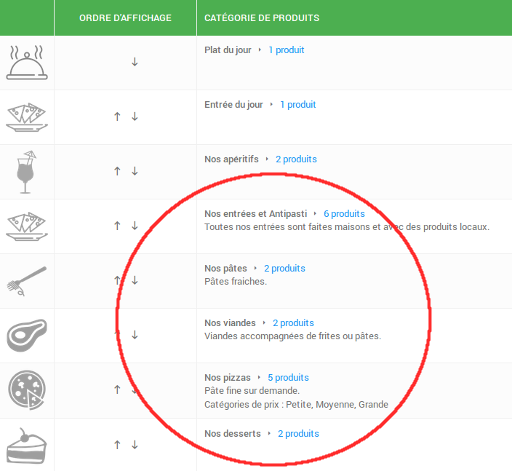 ORDRE D'AFFICHAGE CATÉGORIE DE PRODUITS
Plat du jour 1 produit
Entrée du jour 1 produit
Nos apéritifs 2 produits
Nos entrées et Antipasti 6 produits
Toutes nos entrées sont faites maisons et avec des produits locaux.
Nos pâtes 2 produits
Pâtes fraiches.
Nos viandes 2 produits
Viandes accompagnées de frites ou pâtes.
Nos pizzas 5 produits
Pâte fine sur demande.
Catégories de prix : Petite, Moyenne, Grande
Nos desserts 2 produits